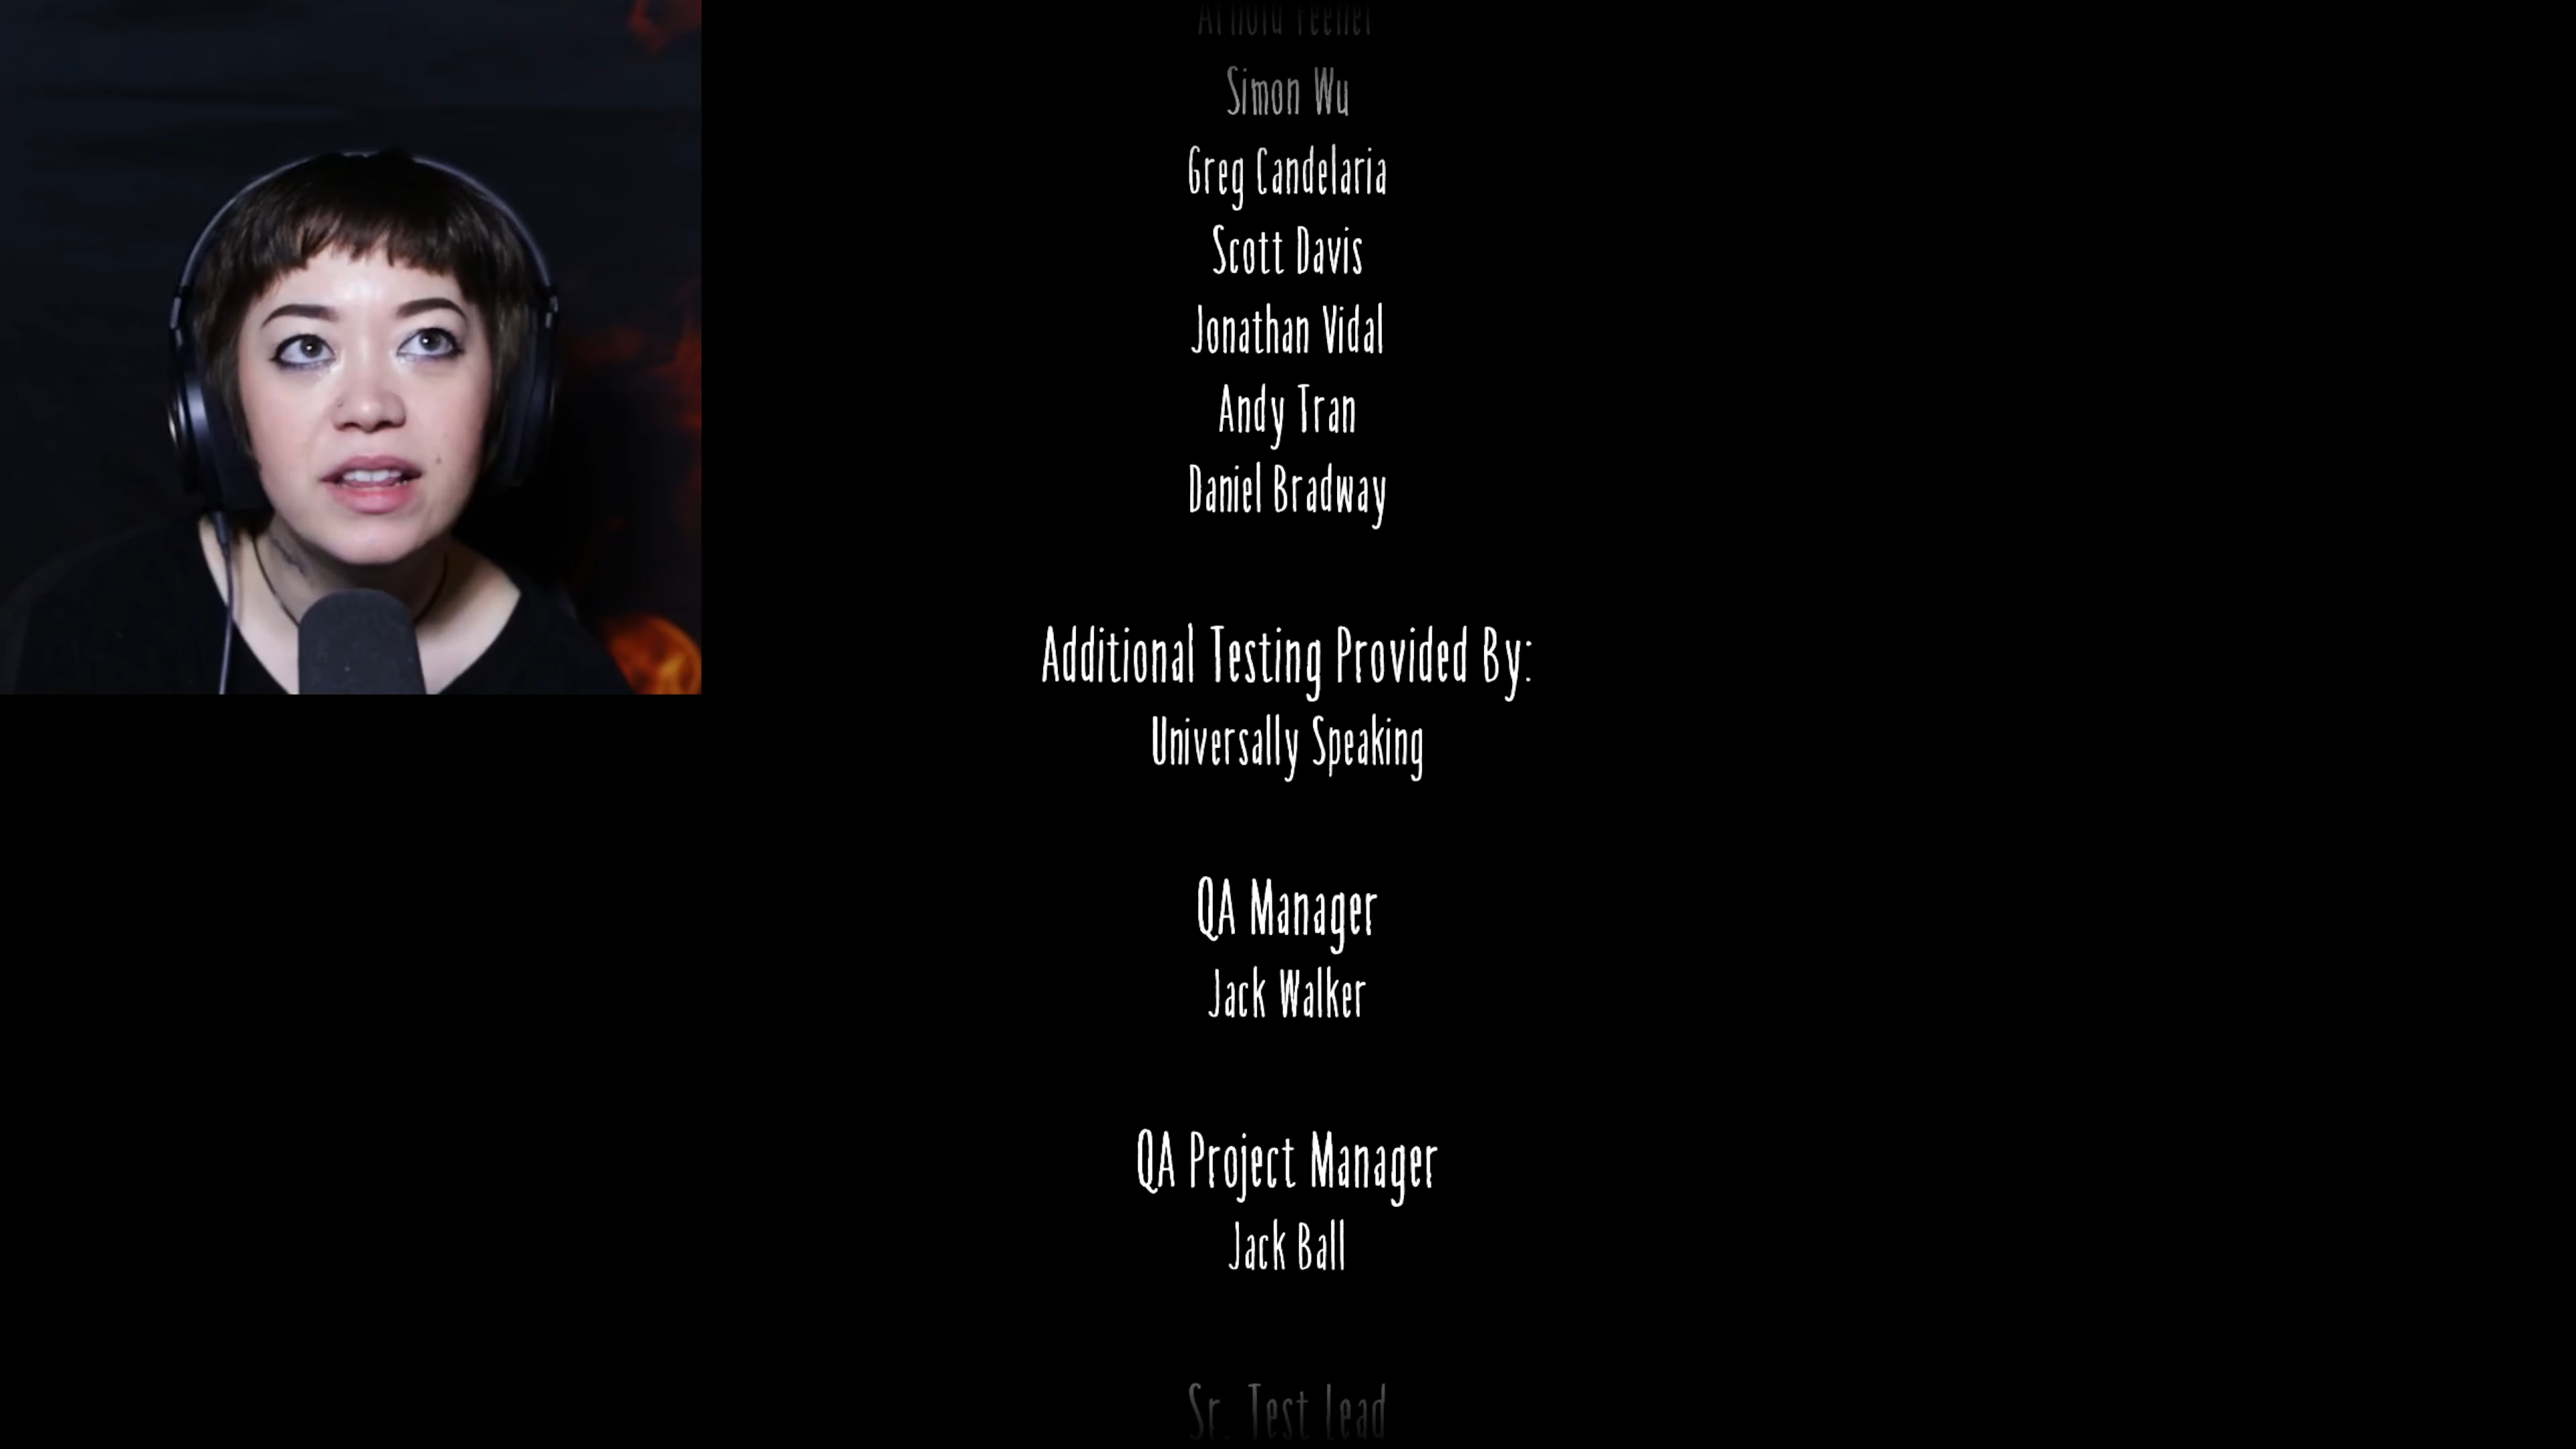 Simon Wu
Greg Candelaria
Scott Davis
Jonathan Vidal
Andy Tran
Daniel Bradway
Additional Testing Provided By:
Universally Speaking
QA Manager
Jack Walker
QA Project Manager
Jack Ball
Sr. Test Lead